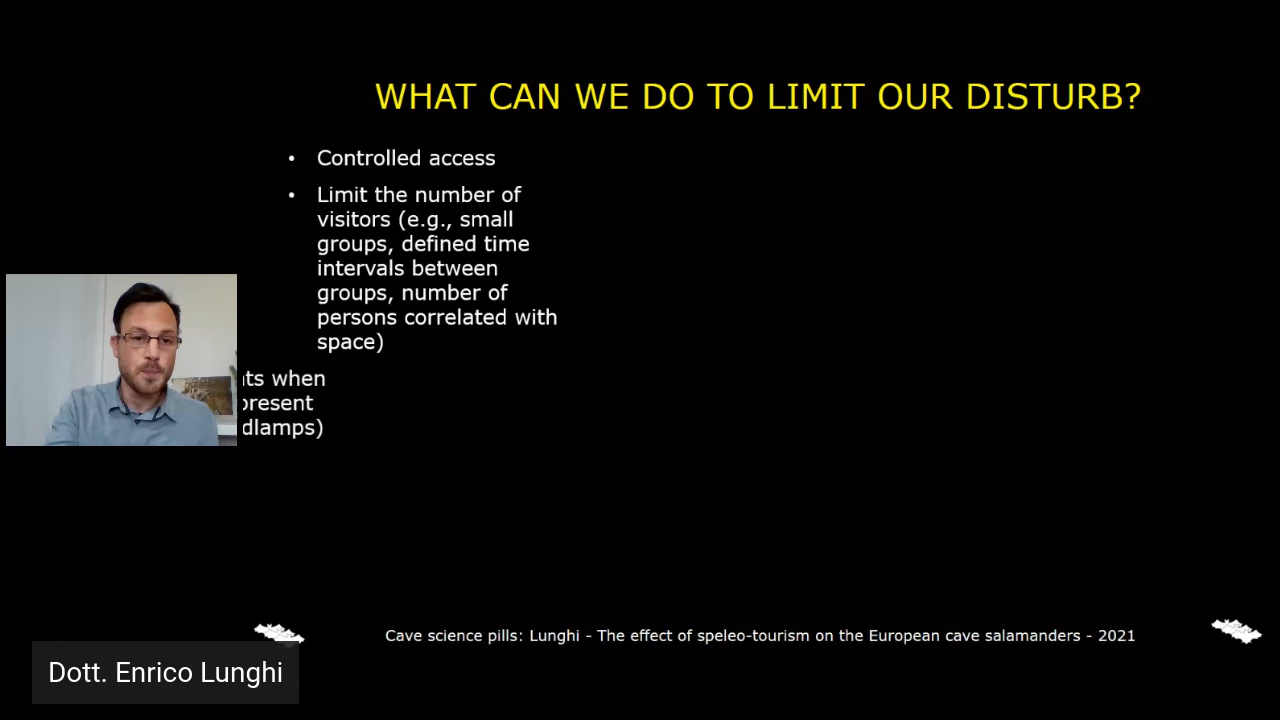 WHAT CAN WE DO TO LIMIT OUR DISTURB?
• Controlled access
• Limit the number of
visitors (e.g., small
groups, defined time
intervals between
groups, number of
persons correlated with
space)
when
present
Cave science pills: Lunghi - The effect of speleo-tourism on the European cave salamanders - 2021
Dott. Enrico Lunghi